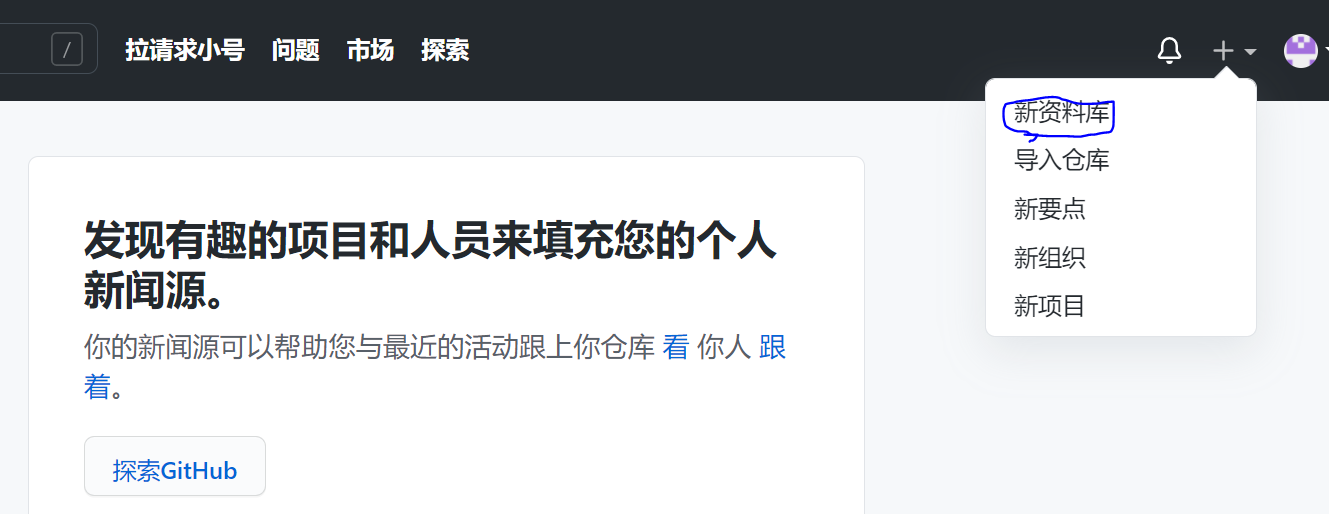 / 拉请求小号 问题 市场 探索
新资料库
导入仓库
新要点
新组织
新项目
发现有趣的项目和人员来填充您的个人
新闻源。
你的新闻源可以帮助您与最近的活动跟上你仓库 看 你人 跟
着。
探索GitHub